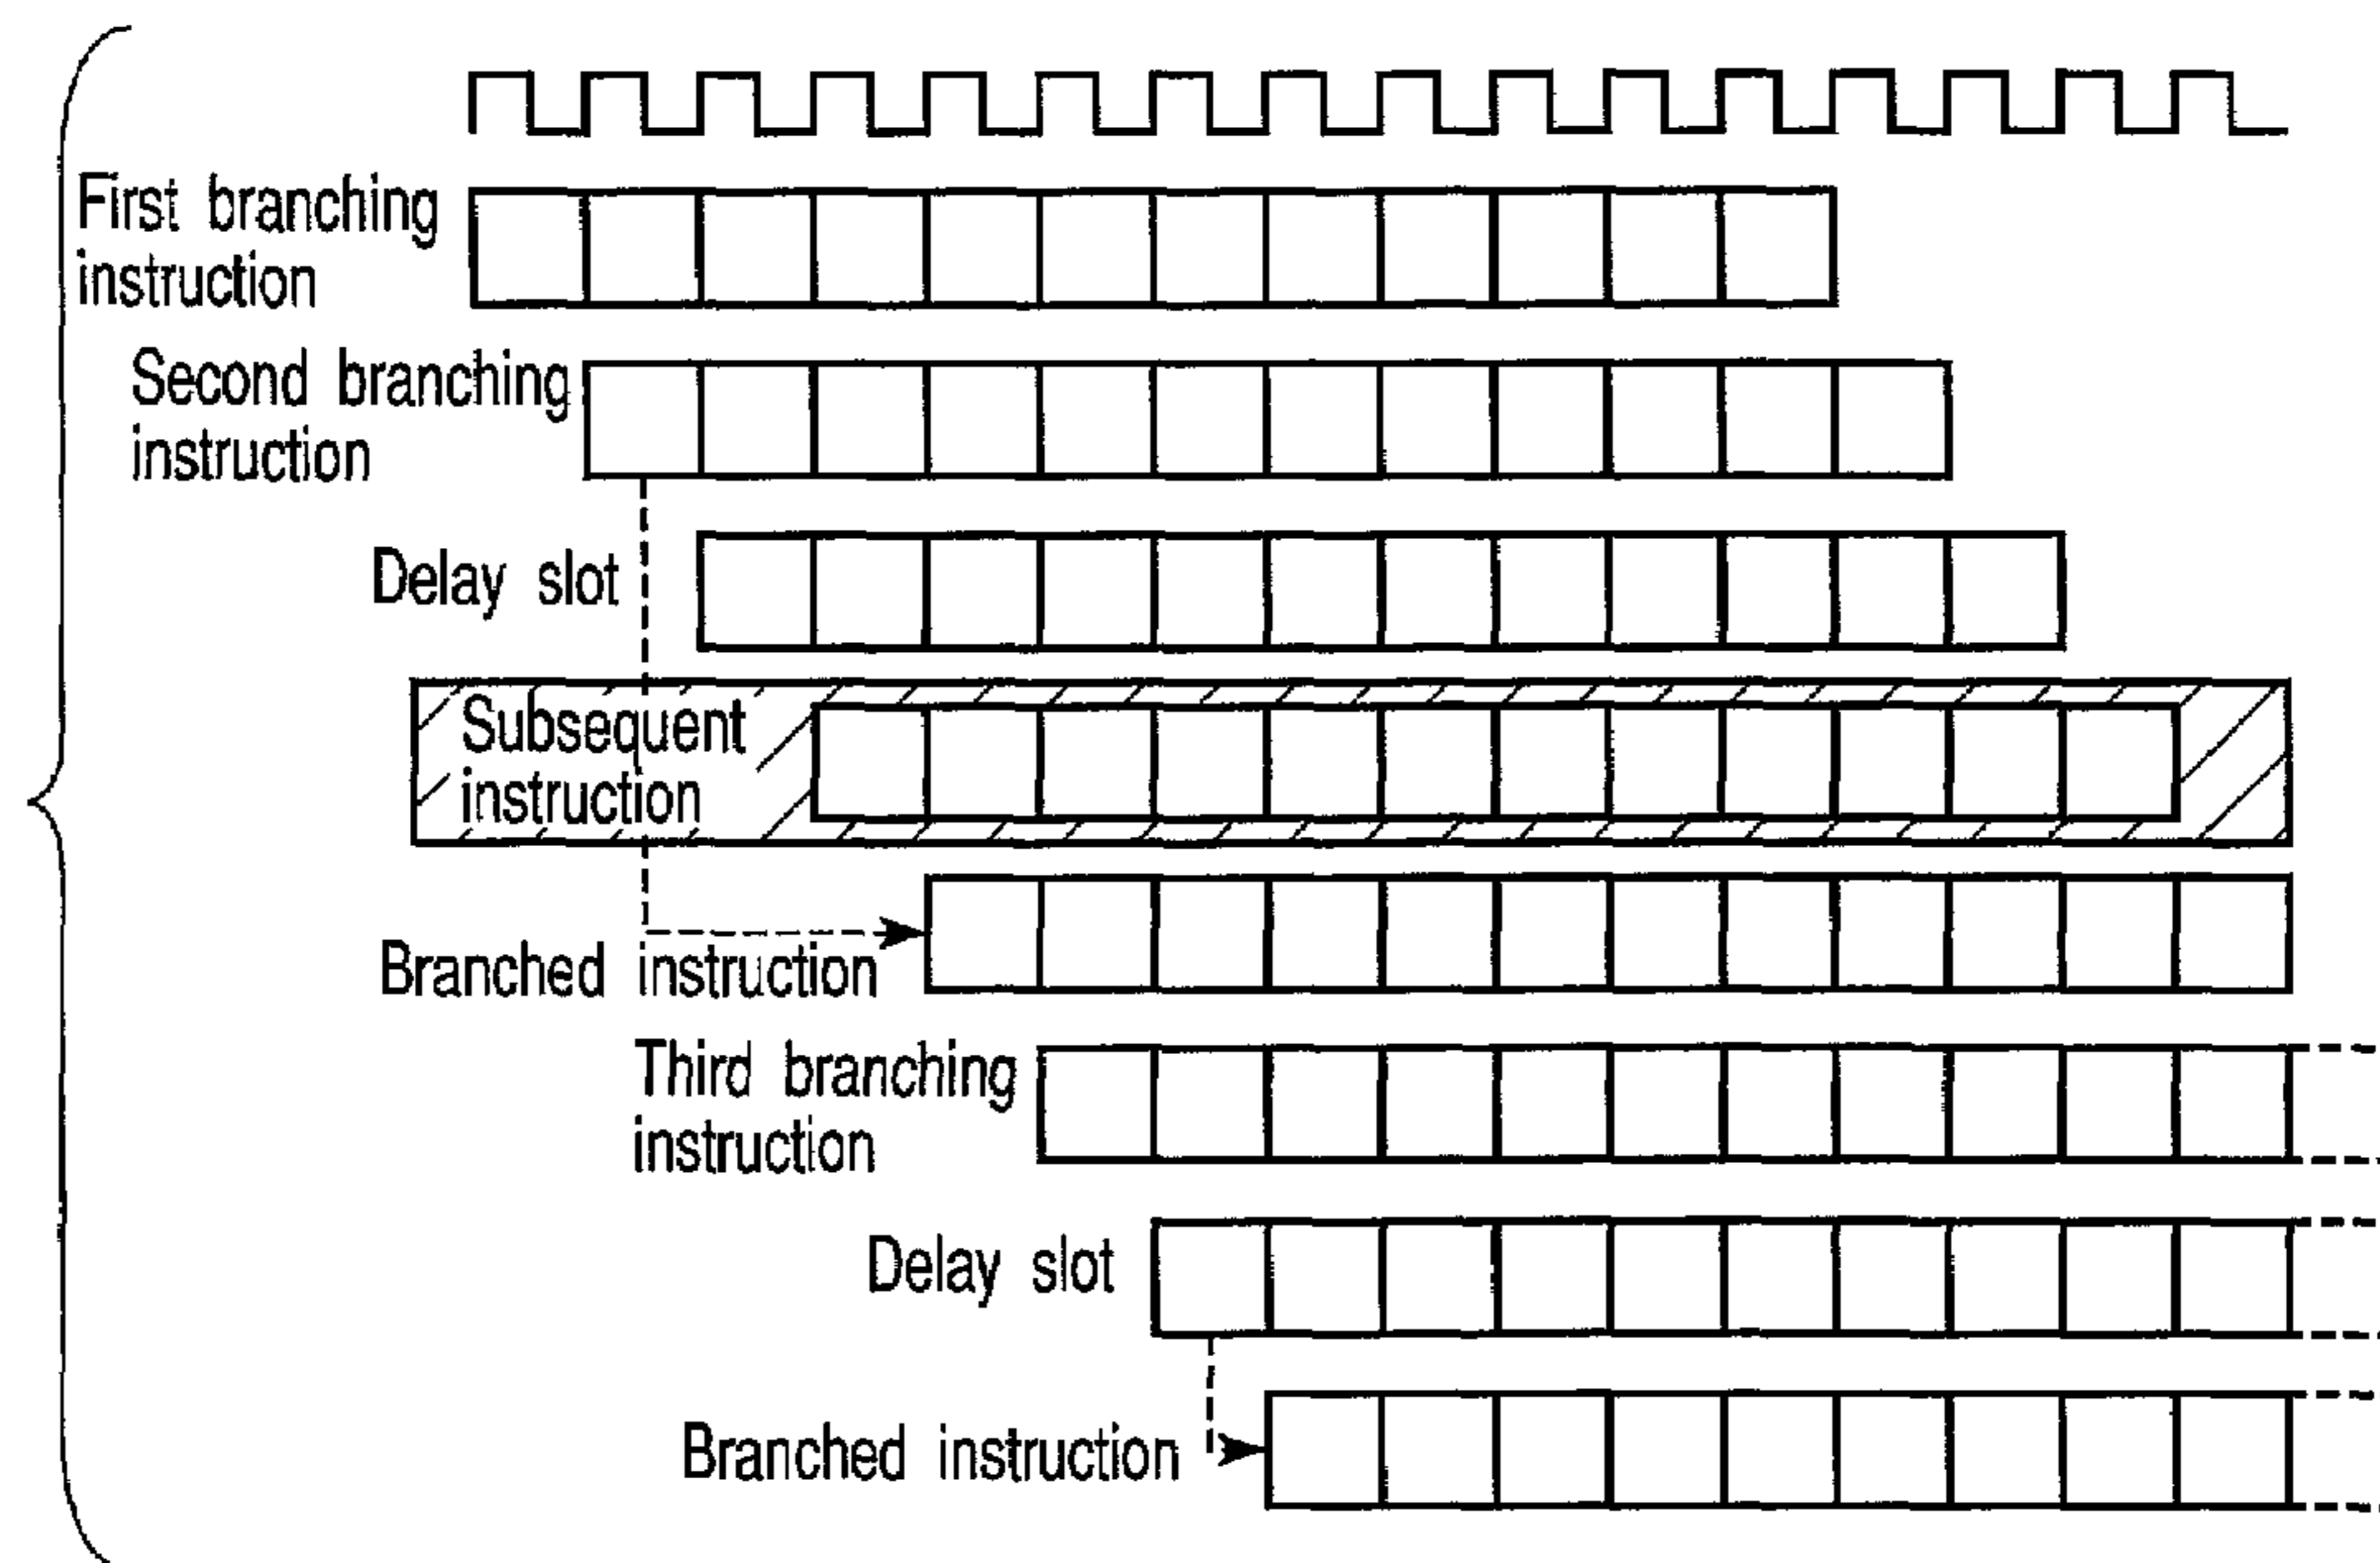 First branching
instruction
Second branching
instruction
Delay slot
Subsequent
instruction
Branched instruction
Third branching
instruction
Delay slot
Branched instruction